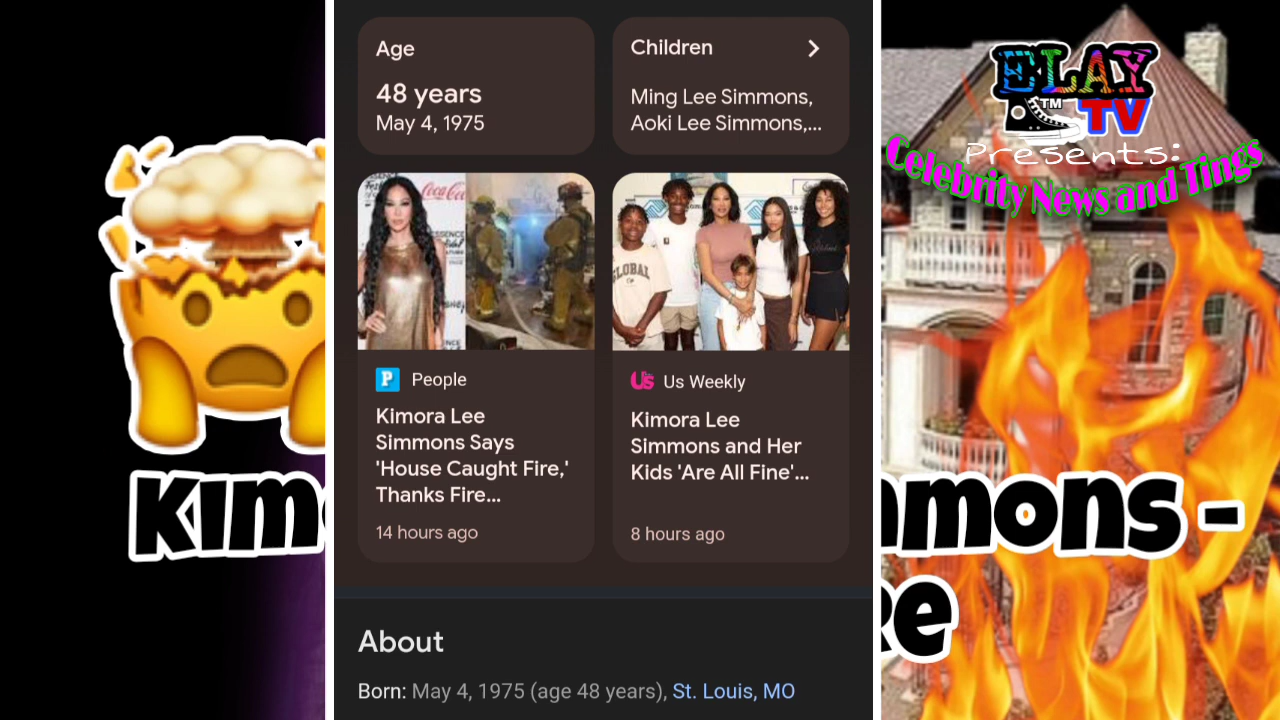 Age
48 years
May 4, 1975
Children
Ming Lee Simmons,
Aoki Lee Simmons,...
Coca-Cola
GLOBAL
People
Kimora Lee
Simmons Says
'House Caught Fire,'
Thanks Fire...
14 hours ago
Us Weekly
Kimora Lee
Simmons and Her
Kids 'Are All Fine'...
8 hours ago
About
Born: May 4, 1975 (age 48 years), St. Louis, MO
ELAY
TM
TV
Presents:
Celebrity News and Tings
Kim
mmons -
re